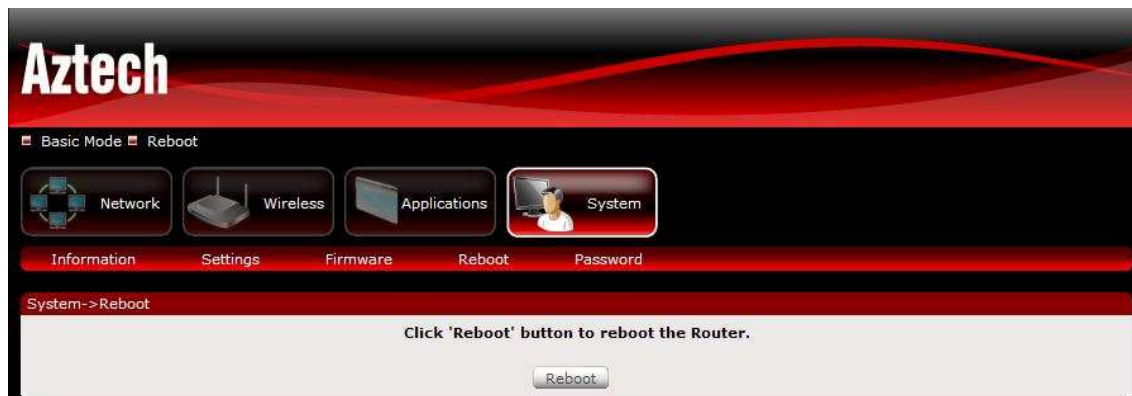 Aztech
Basic Mode Reboot
Network Wireless Applications System
Information Settings Firmware Reboot Password
System->Reboot
Click 'Reboot' button to reboot the Router.
Reboot